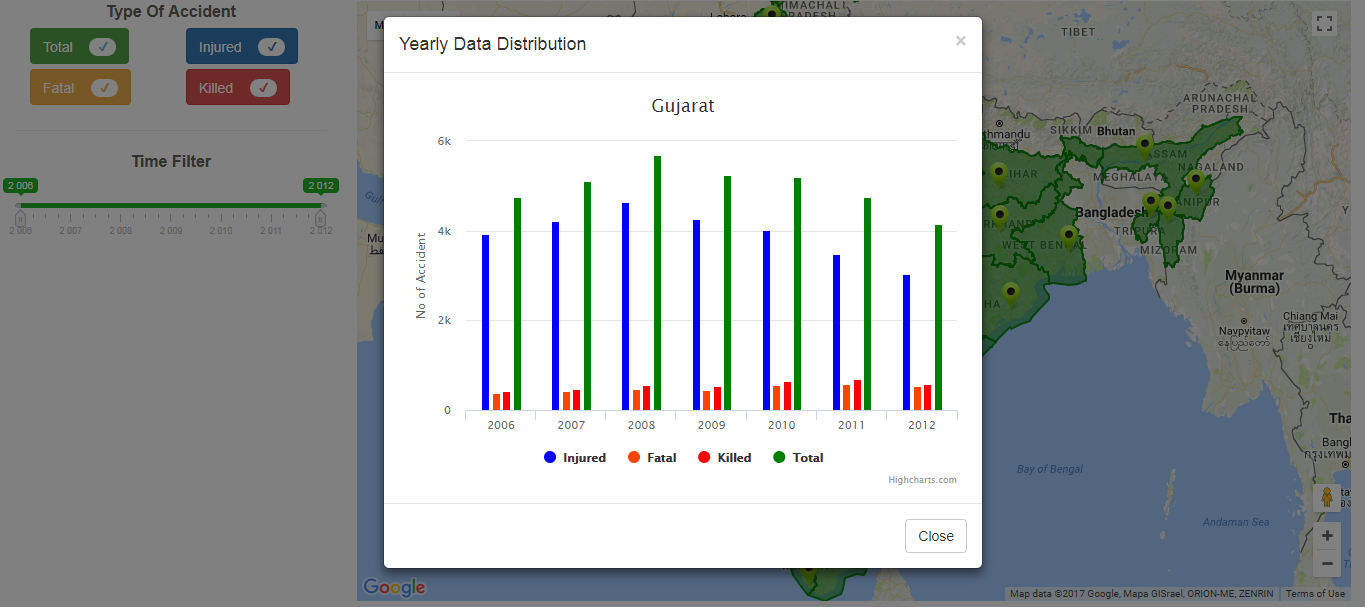 Type Of Accident
Total
Injured
Fatal
Killed
Time Filter
2 006
2 012
2 006
2 007
2 008
2 009
2 010
2 011
2 012
Yearly Data Distribution
×
Gujarat
No of Accident
6k
4k
2k
0
2006
2007
2008
2009
2010
2011
2012
Injured
Fatal
Killed
Total
Highcharts.com
Close
TIBET
ARUNACHAL
PRADESH
SIKKIM
Bhutan
ASSAM
NAGALAND
MEGHALAYA
Bangladesh
TRIPURA
MIZORAM
WEST BENGAL
Myanmar
(Burma)
Naypyitaw
နေပြည်တော်
Chiang Mai
Bay of Bengal
Andaman Sea
Google
Map data ©2017 Google, Mapa GISrael, ORION-ME, ZENRIN
Terms of Use